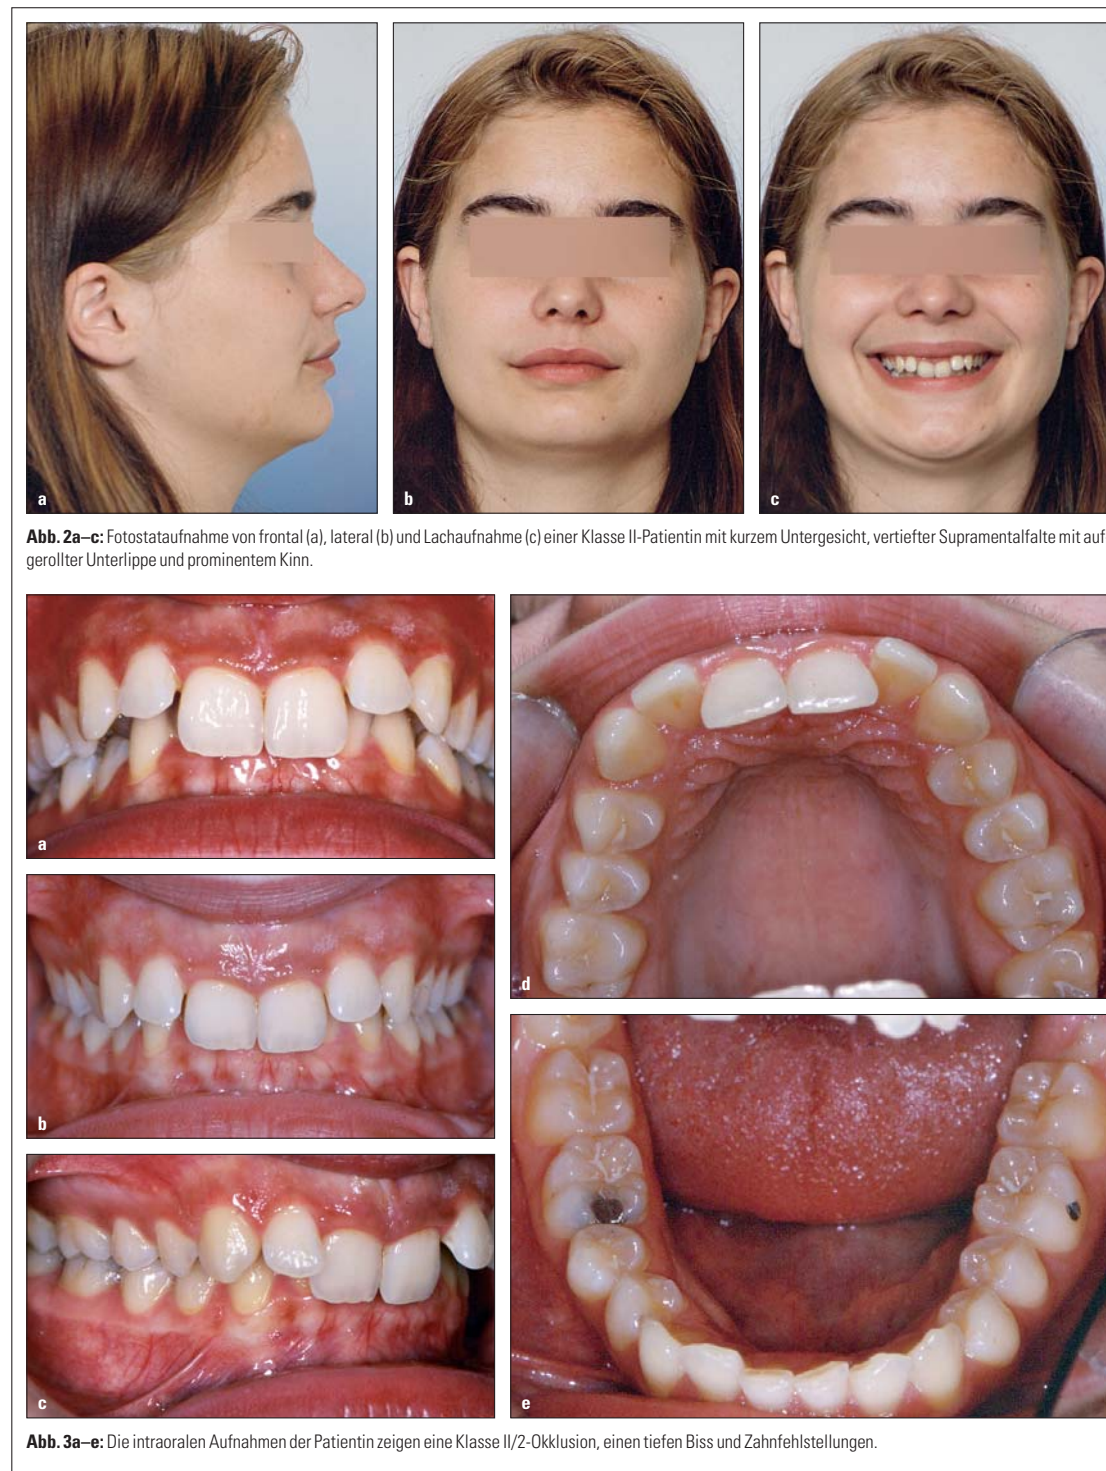 a
b
c
Abb. 2a–c: Fotostataufnahme von frontal (a), lateral (b) und Lachaufnahme (c) einer Klasse II-Patientin mit kurzem Untergesicht, vertiefter Supramentalfalte mit auf
gerollter Unterlippe und prominentem Kinn.
a
b
c
d
e
Abb. 3a–e: Die intraoralen Aufnahmen der Patientin zeigen eine Klasse II/2-Okklusion, einen tiefen Biss und Zahnfehlstellungen.